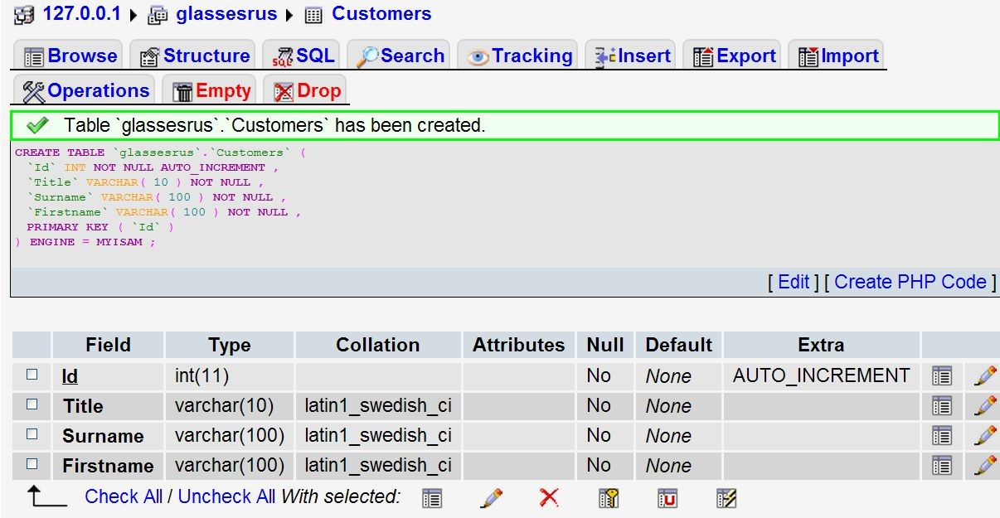 127.0.0.1 glassesrus Customers
Browse Structure SQL Search Tracking Insert Export Import
Operations Empty Drop
Table `glassesrus`.`Customers` has been created.
CREATE TABLE `glassesrus`.`Customers` (
`Id` INT NOT NULL AUTO_INCREMENT ,
`Title` VARCHAR( 10 ) NOT NULL ,
`Surname` VARCHAR( 100 ) NOT NULL ,
`Firstname` VARCHAR( 100 ) NOT NULL ,
PRIMARY KEY ( `Id` )
) ENGINE = MYISAM ;
[ Edit ] [ Create PHP Code ]
Field Type Collation Attributes Null Default Extra
Id int(11) No None AUTO_INCREMENT
Title varchar(10) latin1_swedish_ci No None
Surname varchar(100) latin1_swedish_ci No None
Firstname varchar(100) latin1_swedish_ci No None
Check All / Uncheck All With selected: